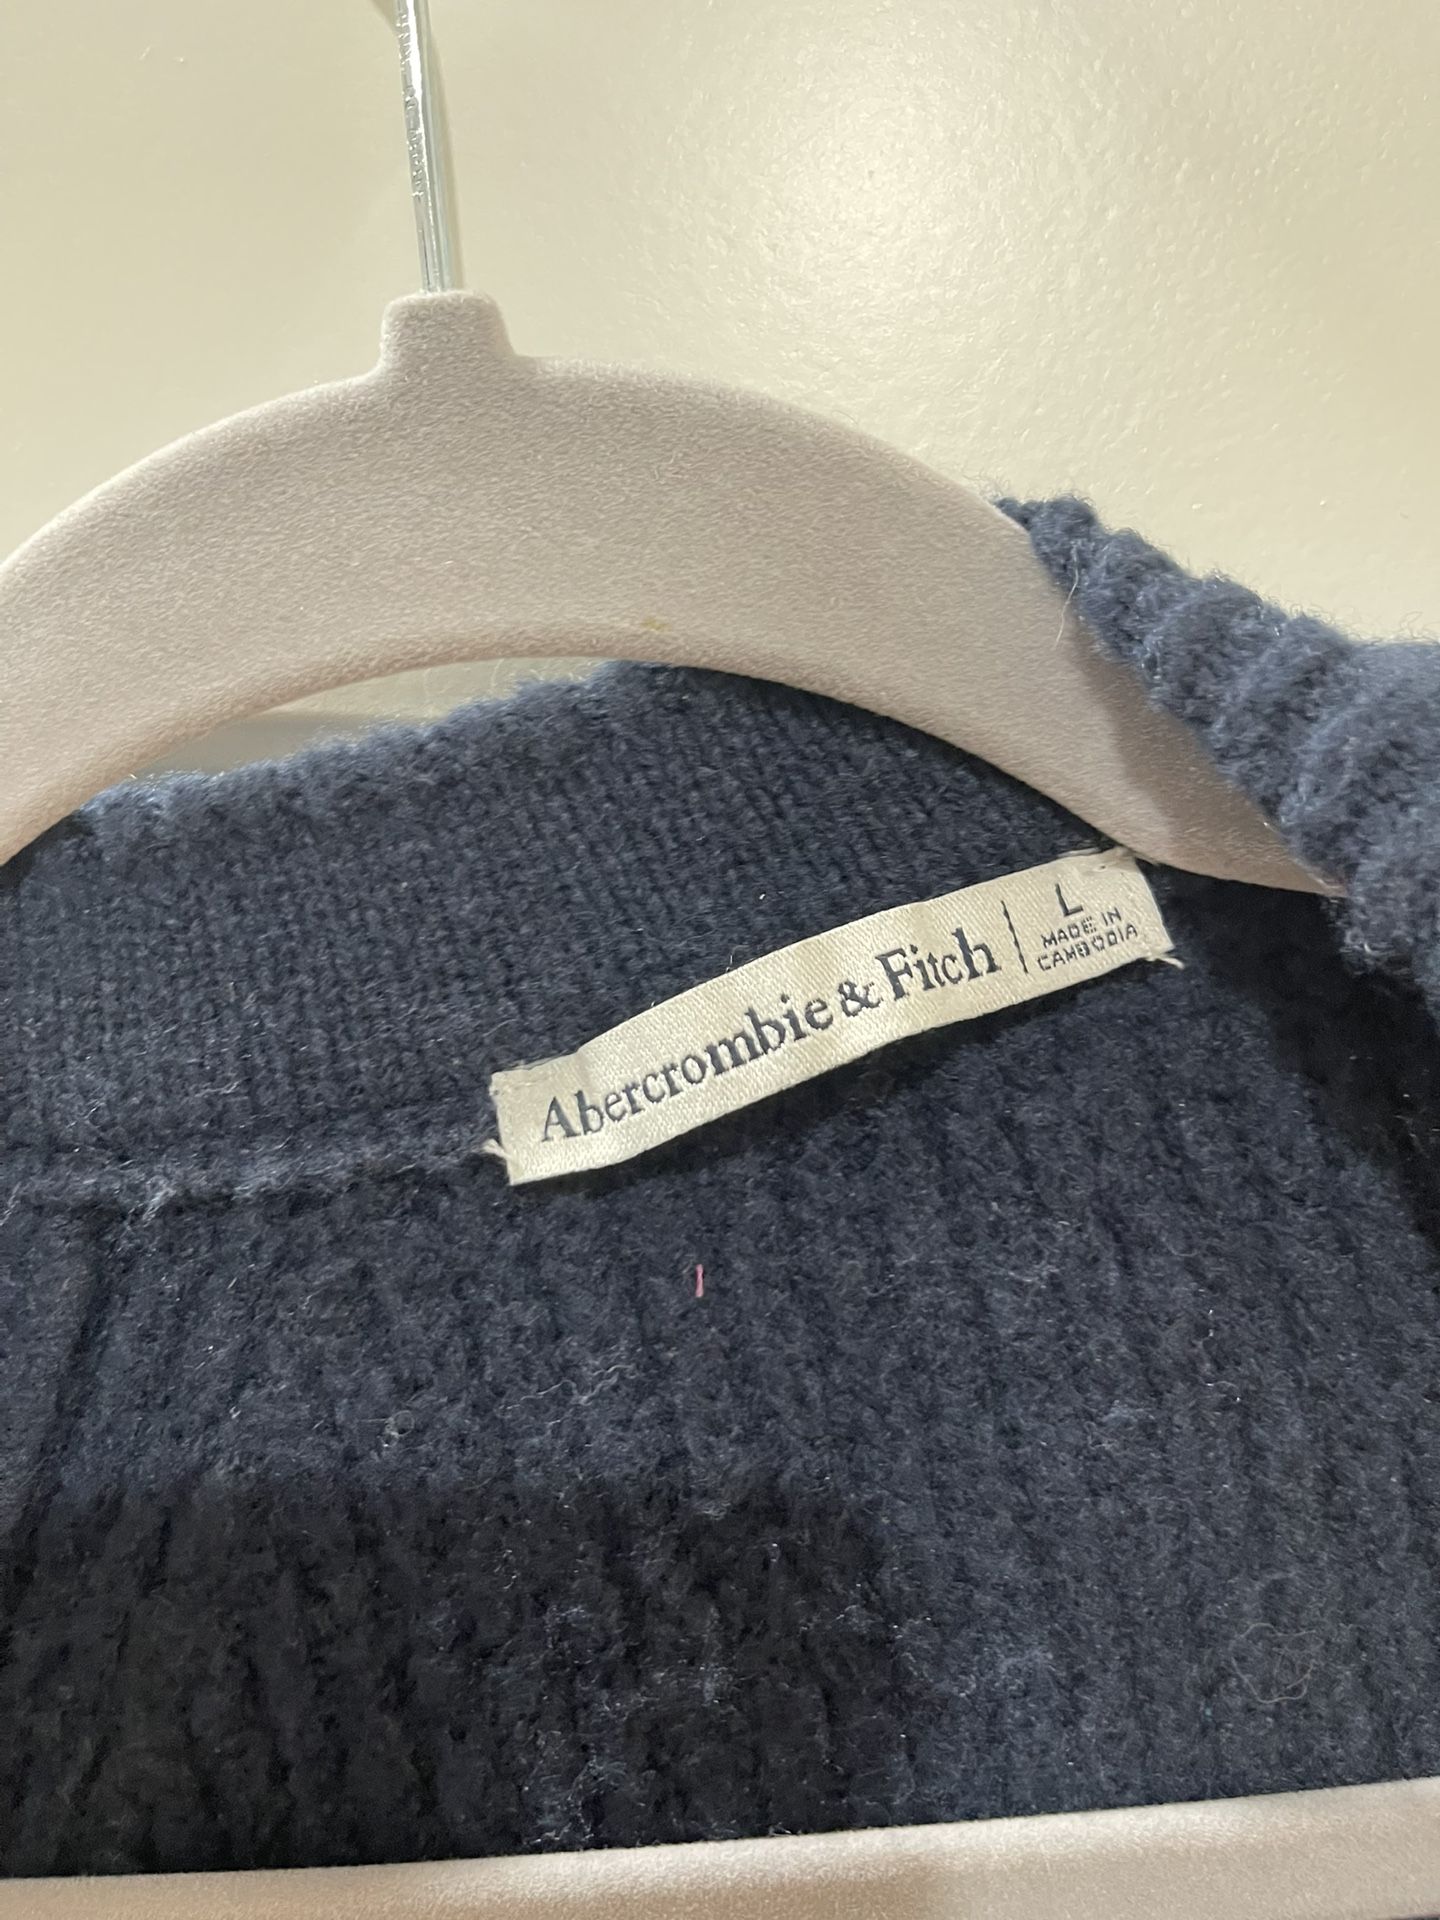 Abercrombie & Fitch | L
MADE IN
CAMBODIA